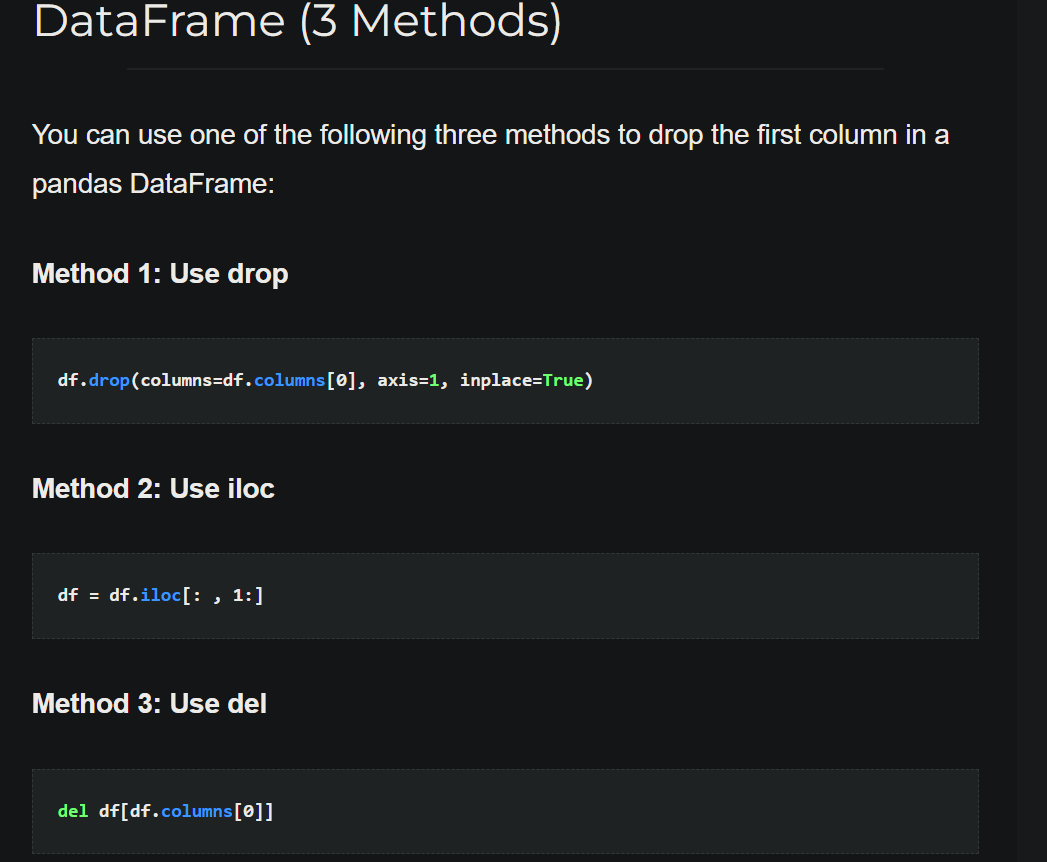 DataFrame (3 Methods)
You can use one of the following three methods to drop the first column in a
pandas DataFrame:
Method 1: Use drop
df.drop(columns=df.columns[0], axis=1, inplace=True)
Method 2: Use iloc
df = df.iloc[: , 1:]
Method 3: Use del
del df[df.columns[0]]